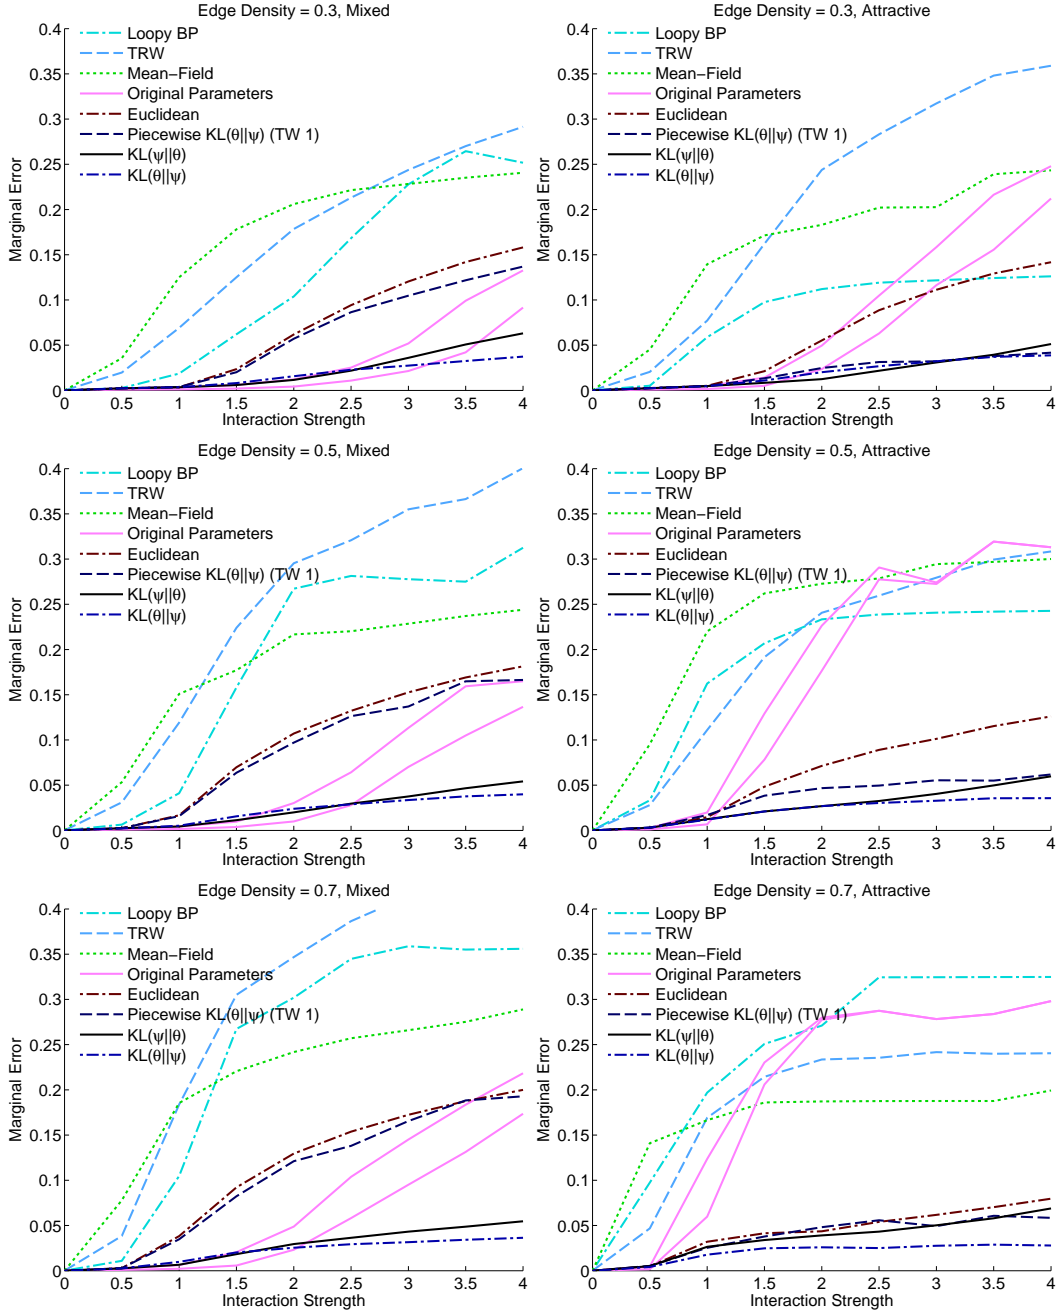 Edge Density = 0.3, Mixed
Loopy BP
TRW
Mean−Field
Original Parameters
Euclidean
Piecewise KL(θ||ψ) (TW 1)
KL(ψ||θ)
KL(θ||ψ)
0.4
0.35
0.3
0.25
0.2
0.15
0.1
0.05
0
Marginal Error
0 0.5 1 1.5 2 2.5 3 3.5 4
Interaction Strength
Edge Density = 0.3, Attractive
Loopy BP
TRW
Mean−Field
Original Parameters
Euclidean
Piecewise KL(θ||ψ) (TW 1)
KL(ψ||θ)
KL(θ||ψ)
0.4
0.35
0.3
0.25
0.2
0.15
0.1
0.05
0
Marginal Error
0 0.5 1 1.5 2 2.5 3 3.5 4
Interaction Strength
Edge Density = 0.5, Mixed
Loopy BP
TRW
Mean−Field
Original Parameters
Euclidean
Piecewise KL(θ||ψ) (TW 1)
KL(ψ||θ)
KL(θ||ψ)
0.4
0.35
0.3
0.25
0.2
0.15
0.1
0.05
0
Marginal Error
0 0.5 1 1.5 2 2.5 3 3.5 4
Interaction Strength
Edge Density = 0.5, Attractive
Loopy BP
TRW
Mean−Field
Original Parameters
Euclidean
Piecewise KL(θ||ψ) (TW 1)
KL(ψ||θ)
KL(θ||ψ)
0.4
0.35
0.3
0.25
0.2
0.15
0.1
0.05
0
Marginal Error
0 0.5 1 1.5 2 2.5 3 3.5 4
Interaction Strength
Edge Density = 0.7, Mixed
Loopy BP
TRW
Mean−Field
Original Parameters
Euclidean
Piecewise KL(θ||ψ) (TW 1)
KL(ψ||θ)
KL(θ||ψ)
0.4
0.35
0.3
0.25
0.2
0.15
0.1
0.05
0
Marginal Error
0 0.5 1 1.5 2 2.5 3 3.5 4
Interaction Strength
Edge Density = 0.7, Attractive
Loopy BP
TRW
Mean−Field
Original Parameters
Euclidean
Piecewise KL(θ||ψ) (TW 1)
KL(ψ||θ)
KL(θ||ψ)
0.4
0.35
0.3
0.25
0.2
0.15
0.1
0.05
0
Marginal Error
0 0.5 1 1.5 2 2.5 3 3.5 4
Interaction Strength